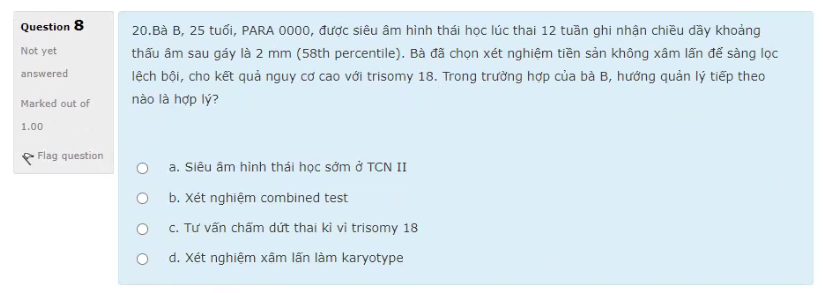 Question 8
Not yet
answered
Marked out of
1.00
Flag question
20.Bà B, 25 tuổi, PARA 0000, được siêu âm hình thái học lúc thai 12 tuần ghi nhận chiều dầy khoảng
thấu âm sau gáy là 2 mm (58th percentile). Bà đã chọn xét nghiệm tiền sản không xâm lấn để sàng lọc
lệch bội, cho kết quả nguy cơ cao với trisomy 18. Trong trường hợp của bà B, hướng quản lý tiếp theo
nào là hợp lý?
a. Siêu âm hình thái học sớm ở TCN II
b. Xét nghiệm combined test
c. Tư vấn chấm dứt thai kì vì trisomy 18
d. Xét nghiệm xâm lấn làm karyotype